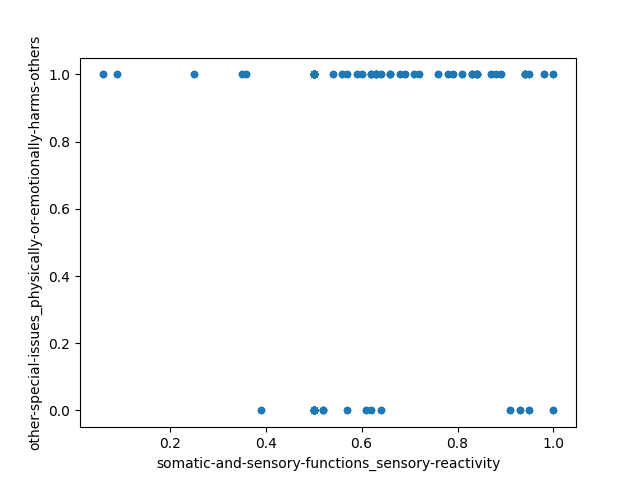 other-special-issues_physically-or-emotionally-harms-others
1.0
0.8
0.6
0.4
0.2
0.0
0.2 0.4 0.6 0.8 1.0
somatic-and-sensory-functions_sensory-reactivity